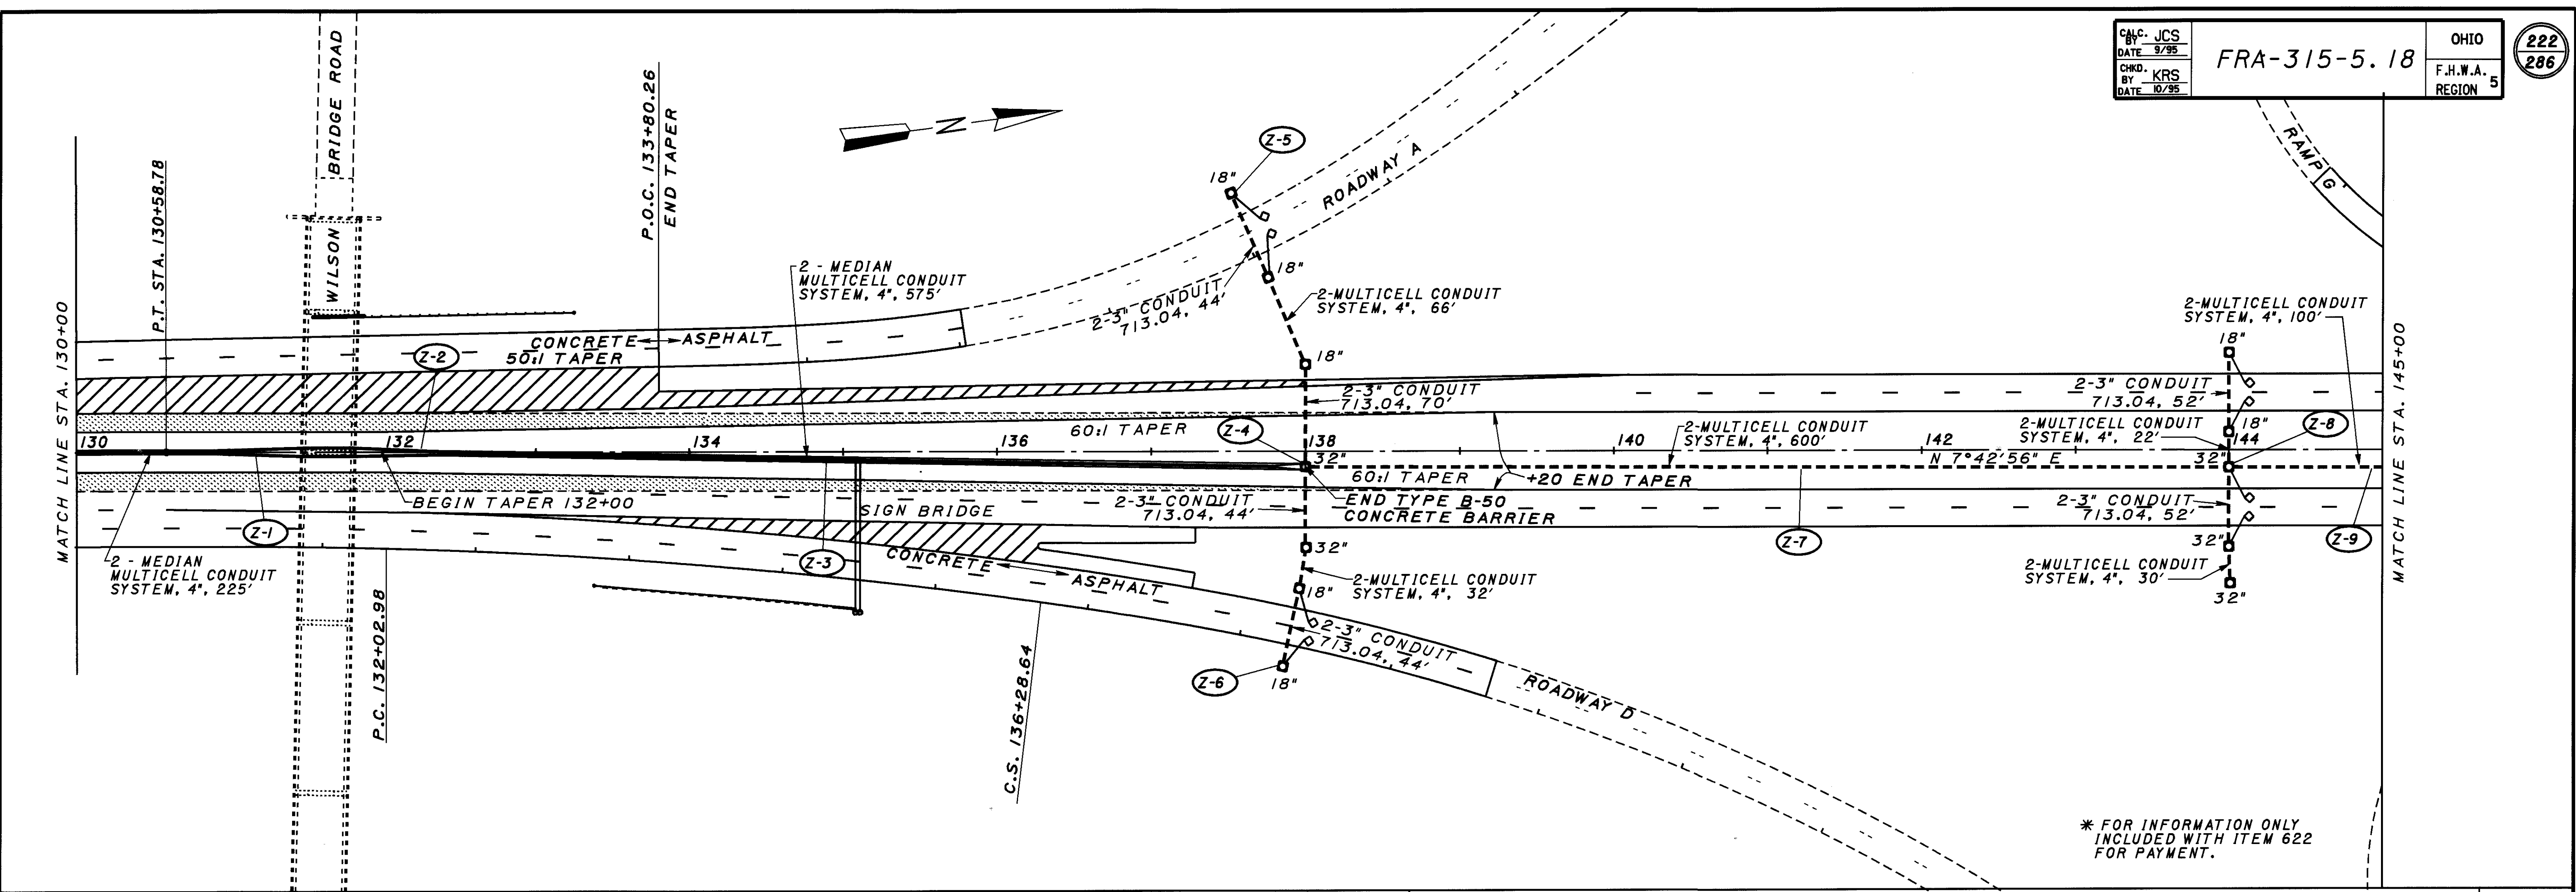 CALC. BY JCS
DATE 9/95
CHKD. BY KRS
DATE 10/95
FRA-315-5.18
OHIO
F.H.W.A. REGION 5
222
286
MATCH LINE STA. 130+00
P.T. STA. 130+58.78
WILSON BRIDGE ROAD
P.O.C. 133+80.26
END TAPER
N
Z-5
18"
ROADWAY A
RAMP G
2 - MEDIAN
MULTICELL CONDUIT
SYSTEM, 4", 575'
2-3" CONDUIT
713.04, 44'
18"
2-MULTICELL CONDUIT
SYSTEM, 4", 66'
2-MULTICELL CONDUIT
SYSTEM, 4", 100'
CONCRETE
ASPHALT
50:1 TAPER
Z-2
18"
18"
2-3" CONDUIT
713.04, 70'
2-3" CONDUIT
713.04, 52'
60:1 TAPER
Z-4
2-MULTICELL CONDUIT
SYSTEM, 4", 600'
2-MULTICELL CONDUIT
SYSTEM, 4", 22'
18"
Z-8
130
132
134
136
138
140
142
144
32"
N 7°42'56" E
32"
60:1 TAPER
+20 END TAPER
BEGIN TAPER 132+00
SIGN BRIDGE
2-3" CONDUIT
713.04, 44'
END TYPE B-50
CONCRETE BARRIER
2-3" CONDUIT
713.04, 52'
Z-1
Z-3
Z-7
Z-9
2 - MEDIAN
MULTICELL CONDUIT
SYSTEM, 4", 225'
CONCRETE
ASPHALT
32"
2-MULTICELL CONDUIT
SYSTEM, 4", 32'
32"
2-MULTICELL CONDUIT
SYSTEM, 4", 30'
32"
18"
2-3" CONDUIT
713.04, 44'
P.C. 132+02.98
C.S. 136+28.64
Z-6
18"
ROADWAY D
MATCH LINE STA. 145+00
* FOR INFORMATION ONLY
INCLUDED WITH ITEM 622
FOR PAYMENT.